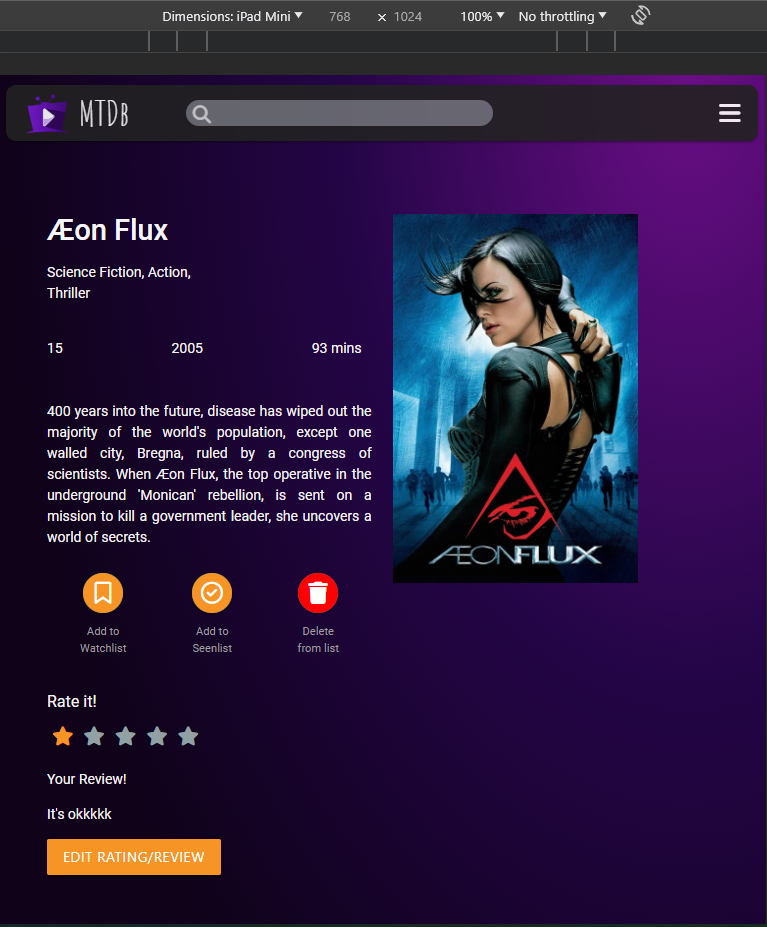 Dimensions: iPad Mini 768 × 1024 100% No throttling
MTDb
Æon Flux
Science Fiction, Action,
Thriller
15 2005 93 mins
400 years into the future, disease has wiped out the
majority of the world's population, except one
walled city, Bregna, ruled by a congress of
scientists. When Æon Flux, the top operative in the
underground 'Monican' rebellion, is sent on a
mission to kill a government leader, she uncovers a
world of secrets.
ÆONFLUX
Add to
Watchlist
Add to
Seenlist
Delete
from list
Rate it!
Your Review!
It's okkkkk
EDIT RATING/REVIEW